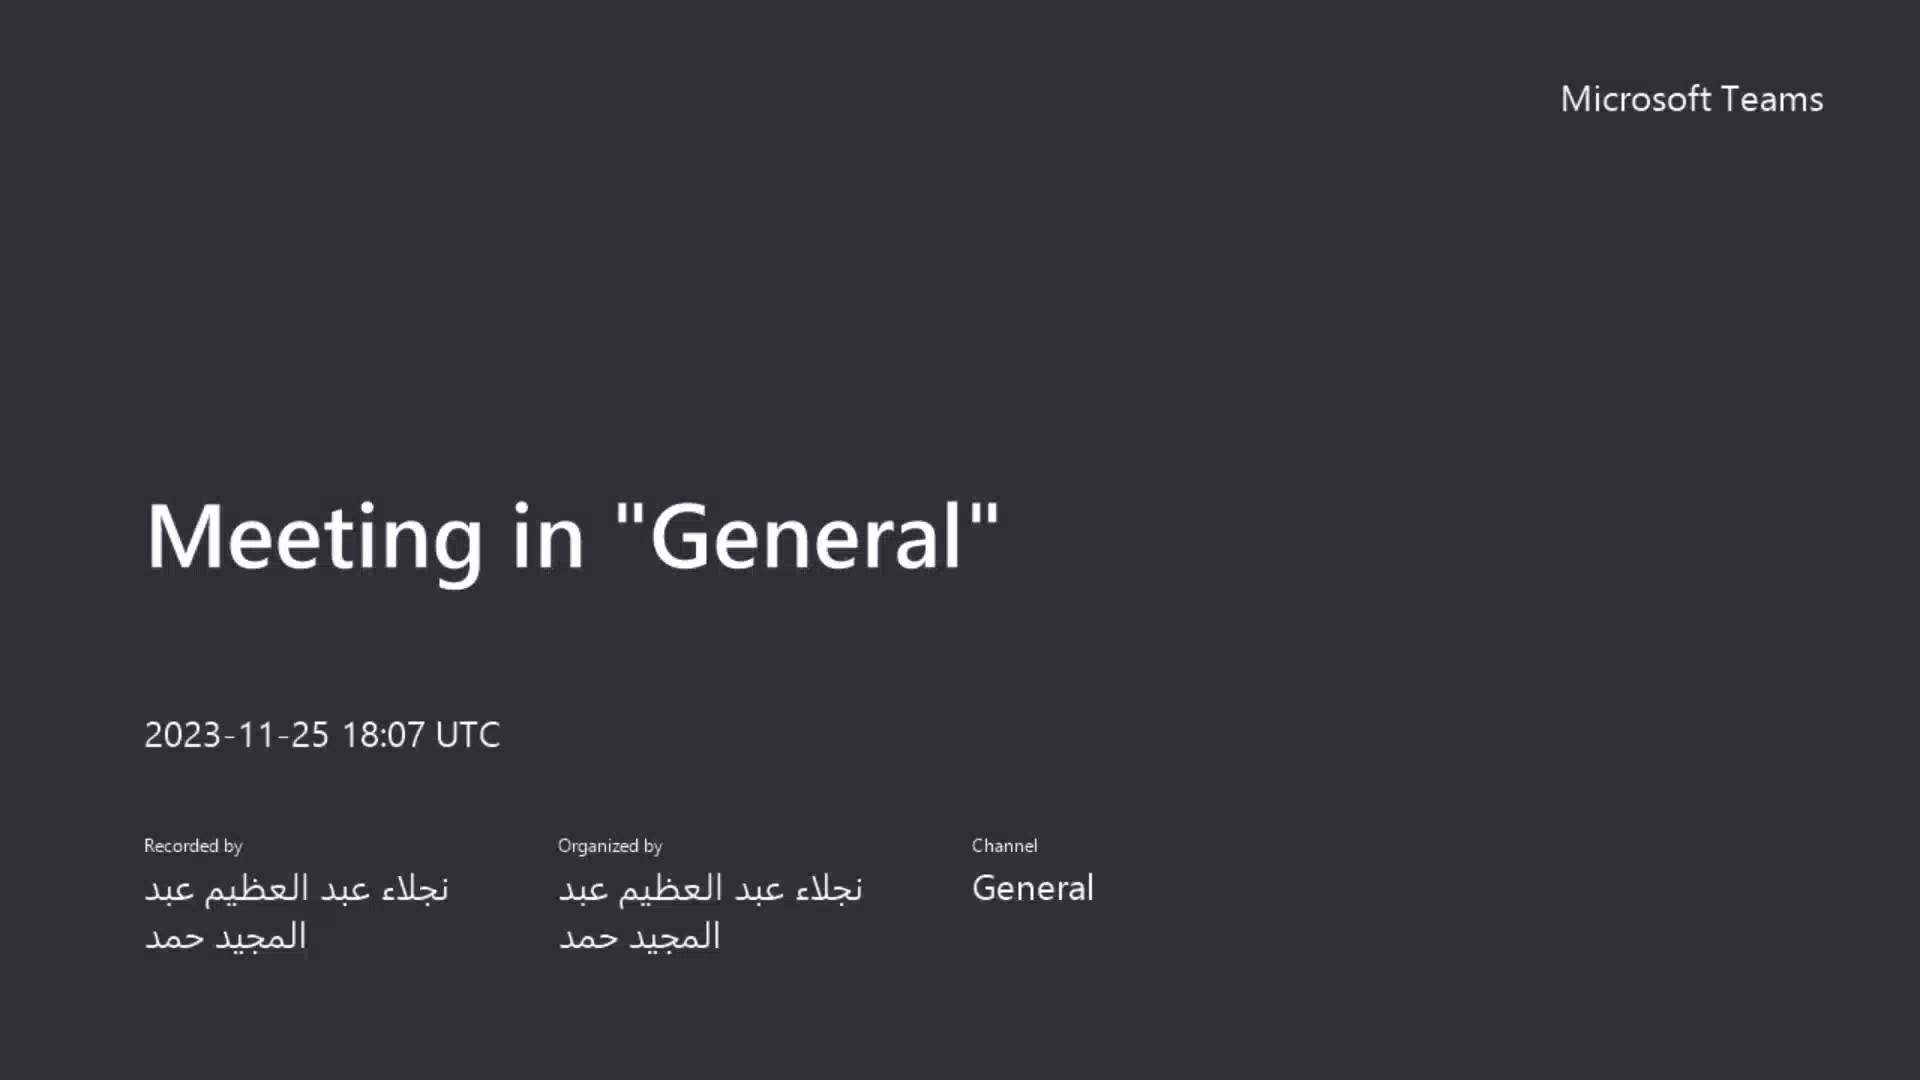 Microsoft Teams
Meeting in "General"
2023-11-25 18:07 UTC
Recorded by
نجلاء عبد العظيم عبد
المجيد حمد
Organized by
نجلاء عبد العظيم عبد
المجيد حمد
Channel
General